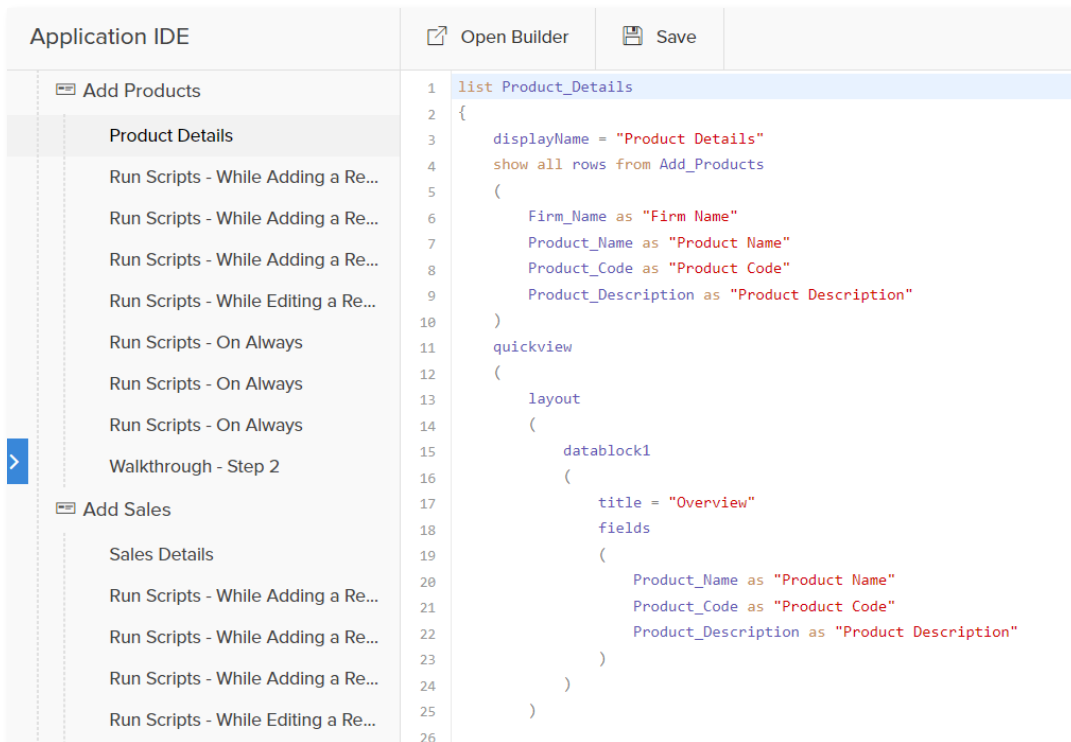 Application IDE
Open Builder
Save
Add Products
Product Details
Run Scripts - While Adding a Re...
Run Scripts - While Adding a Re...
Run Scripts - While Adding a Re...
Run Scripts - While Editing a Re...
Run Scripts - On Always
Run Scripts - On Always
Run Scripts - On Always
Walkthrough - Step 2
Add Sales
Sales Details
Run Scripts - While Adding a Re...
Run Scripts - While Adding a Re...
Run Scripts - While Adding a Re...
Run Scripts - While Editing a Re...
1 list Product_Details
2 {
3 displayName = "Product Details"
4 show all rows from Add_Products
5 (
6 Firm_Name as "Firm Name"
7 Product_Name as "Product Name"
8 Product_Code as "Product Code"
9 Product_Description as "Product Description"
10 )
11 quickview
12 (
13 layout
14 (
15 datablock1
16 (
17 title = "Overview"
18 fields
19 (
20 Product_Name as "Product Name"
21 Product_Code as "Product Code"
22 Product_Description as "Product Description"
23 )
24 )
25 )
26